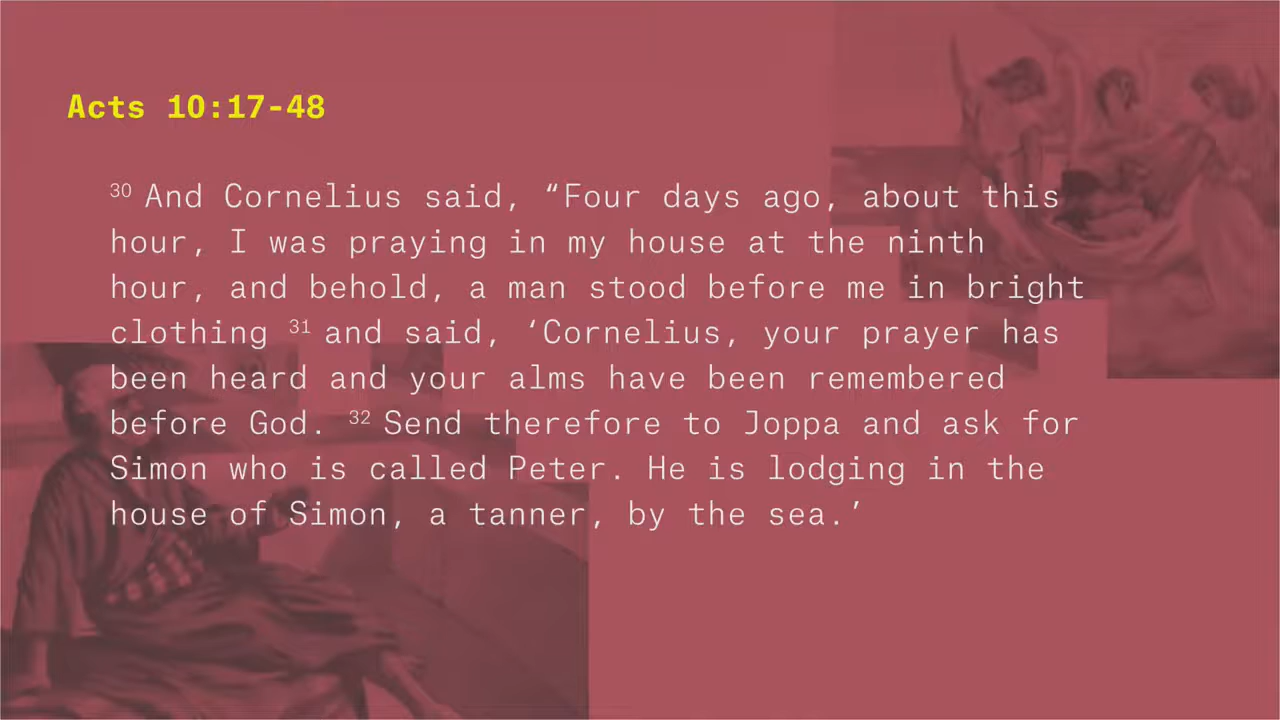 Acts 10:17-48
30 And Cornelius said, “Four days ago, about this
hour, I was praying in my house at the ninth
hour, and behold, a man stood before me in bright
clothing 31 and said, ‘Cornelius, your prayer has
been heard and your alms have been remembered
before God. 32 Send therefore to Joppa and ask for
Simon who is called Peter. He is lodging in the
house of Simon, a tanner, by the sea.’